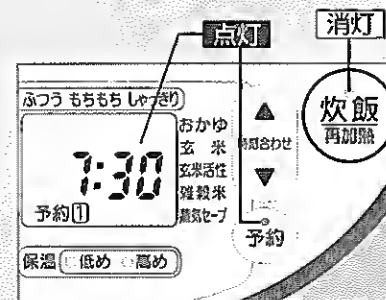 点灯
消灯
ふつう もちもち しゃっきり
おかゆ
玄米
玄米活性
雑穀米
蒸気セーブ
7:30
予約1
時刻合わせ
予約
炊飯
再加熱
保温 低め 高め